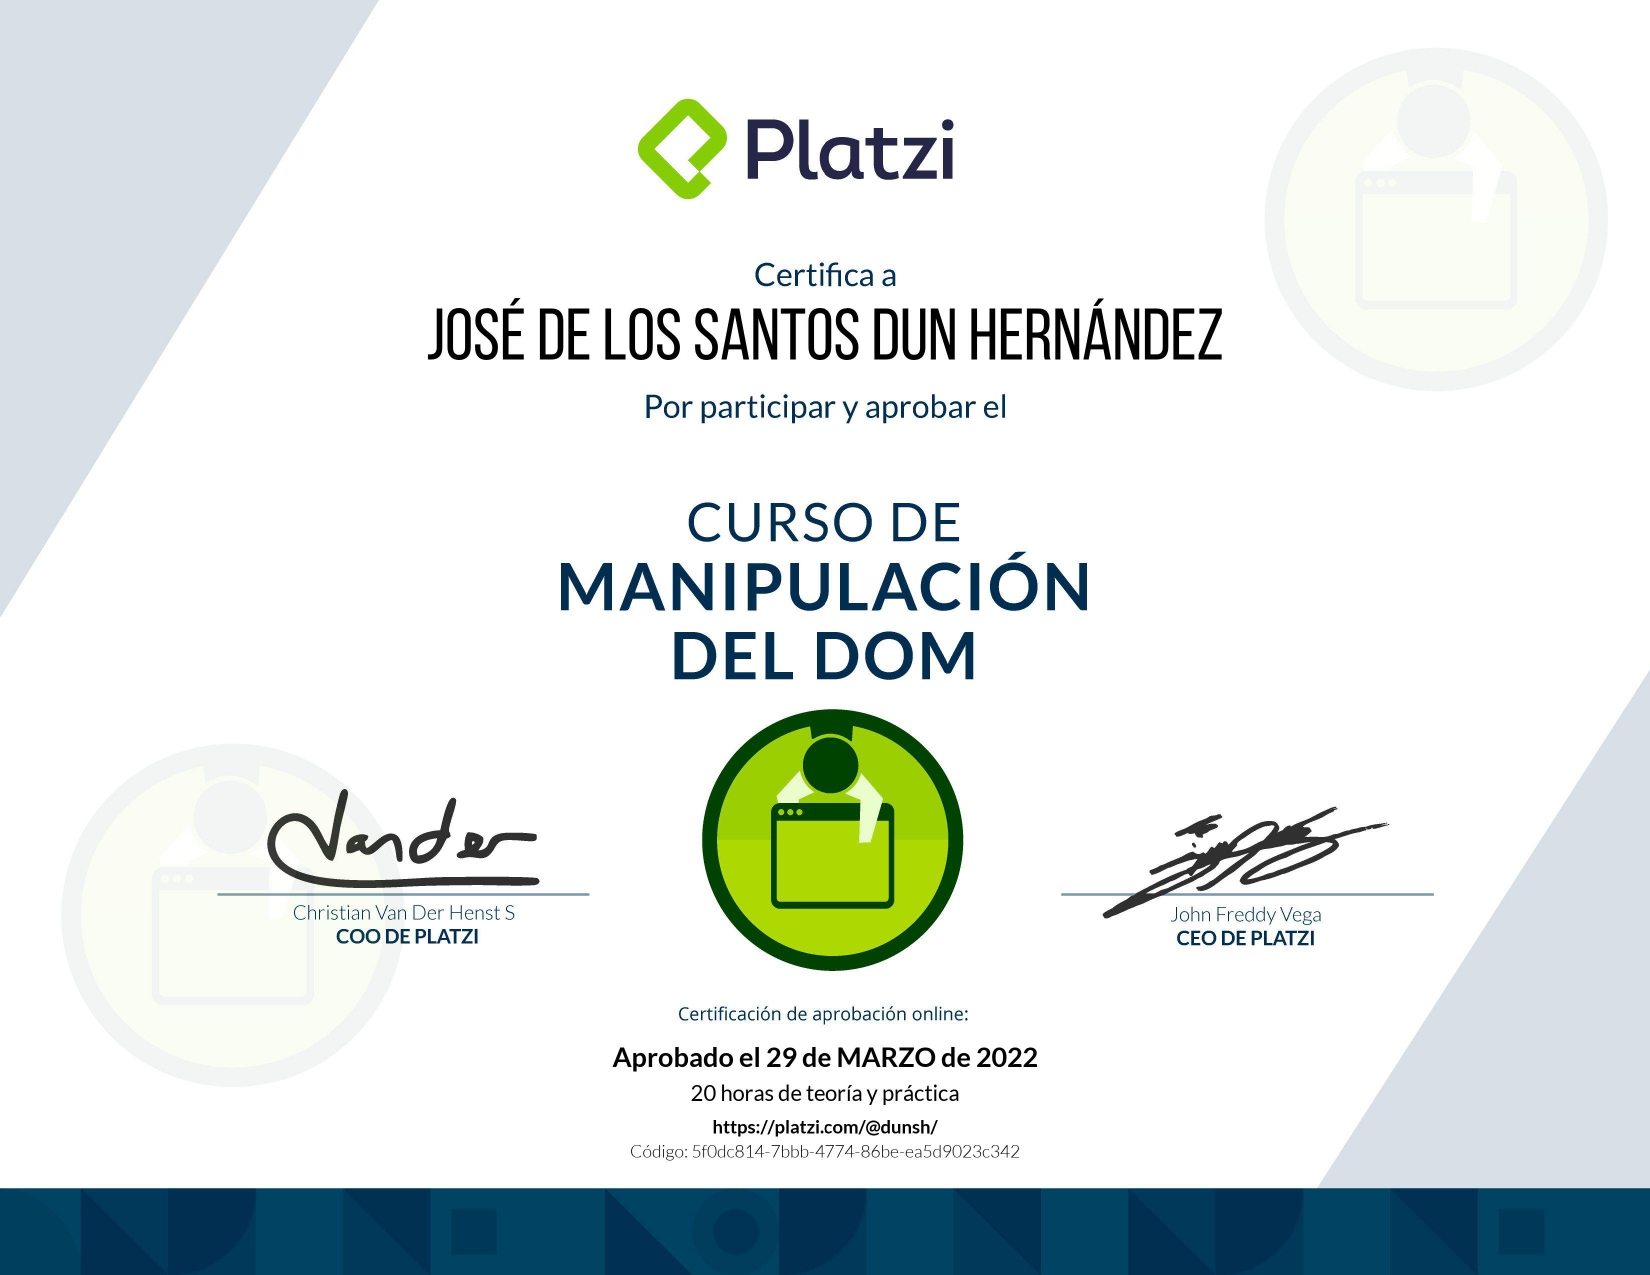 Platzi
Certifica a
JOSÉ DE LOS SANTOS DUN HERNÁNDEZ
Por participar y aprobar el
CURSO DE
MANIPULACIÓN
DEL DOM
Vander
Christian Van Der Henst S
COO DE PLATZI
John Freddy Vega
CEO DE PLATZI
Certificación de aprobación online:
Aprobado el 29 de MARZO de 2022
20 horas de teoría y práctica
https://platzi.com/@dunsh/
Código: 5f0dc814-7bbb-4774-86be-ea5d9023c342